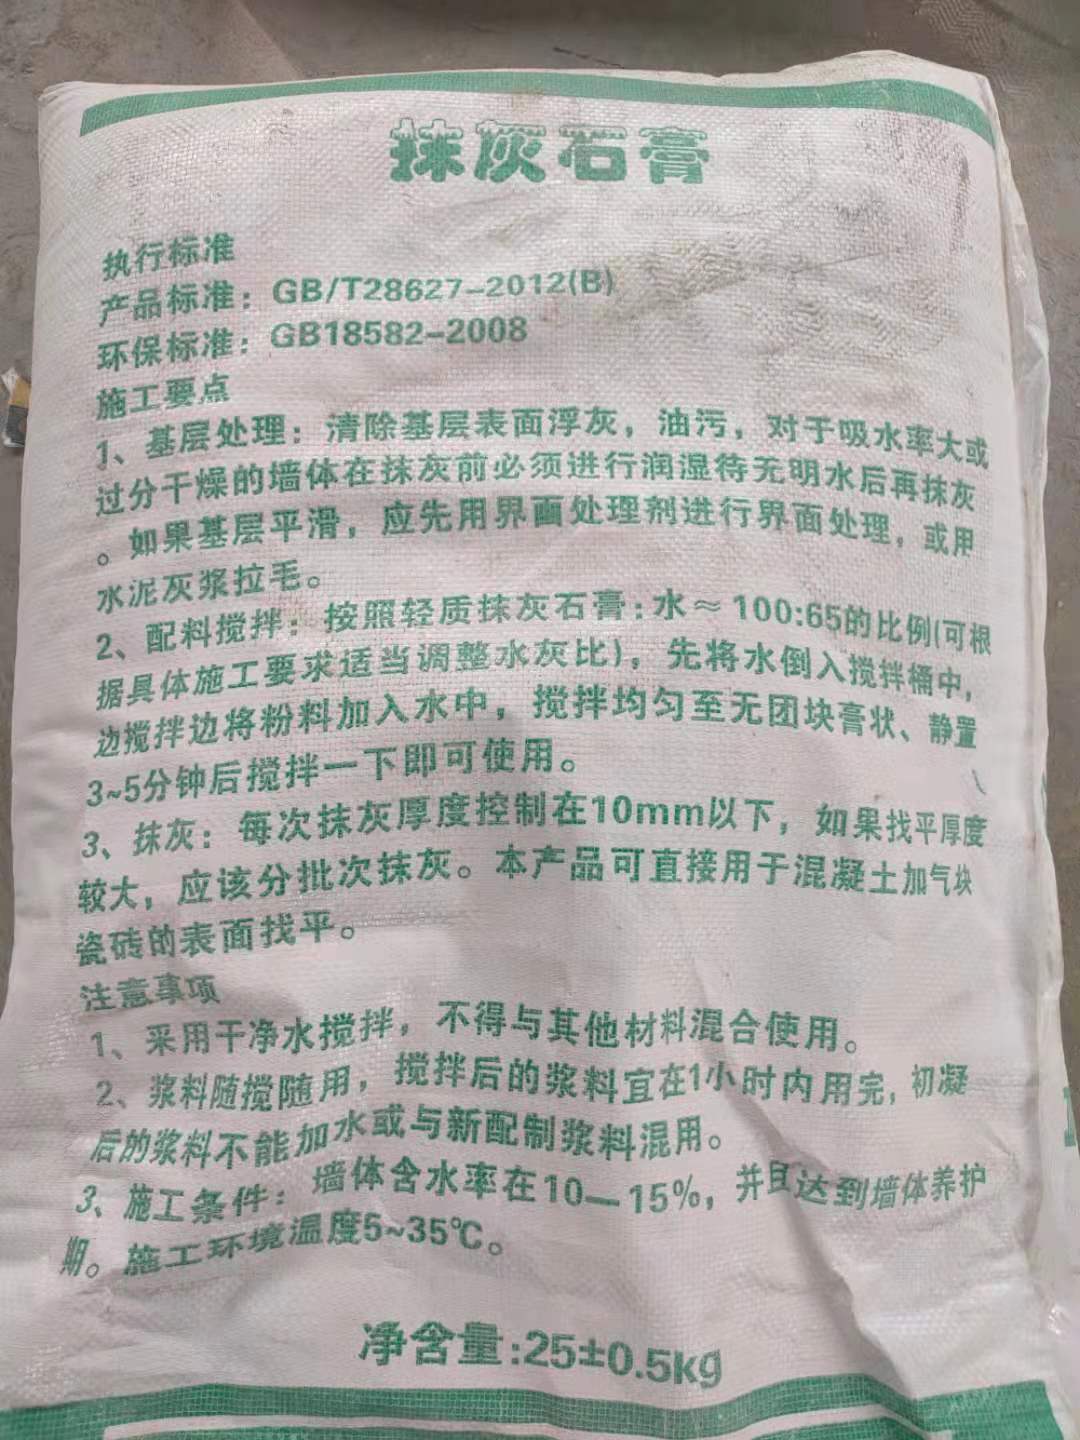 抹灰石膏
执行标准
产品标准：GB/T28627-2012(B)
环保标准：GB18582-2008
施工要点
1、基层处理：清除基层表面浮灰，油污，对于吸水率大或
过分干燥的墙体在抹灰前必须进行润湿待无明水后再抹灰
。如果基层平滑，应先用界面处理剂进行界面处理，或用
水泥灰浆拉毛。
2、配料搅拌：按照轻质抹灰石膏:水≈100:65的比例(可根
据具体施工要求适当调整水灰比)，先将水倒入搅拌桶中，
边搅拌边将粉料加入水中，搅拌均匀至无团块膏状、静置
3~5分钟后搅拌一下即可使用。
3、抹灰：每次抹灰厚度控制在10mm以下，如果找平厚度
较大，应该分批次抹灰。本产品可直接用于混凝土加气块
瓷砖的表面找平。
注意事项
1、采用干净水搅拌，不得与其他材料混合使用。
2、浆料随搅随用，搅拌后的浆料宜在1小时内用完，初凝
后的浆料不能加水或与新配制浆料混用。
3、施工条件：墙体含水率在10—15%，并且达到墙体养护
期。施工环境温度5~35℃。
净含量:25±0.5kg